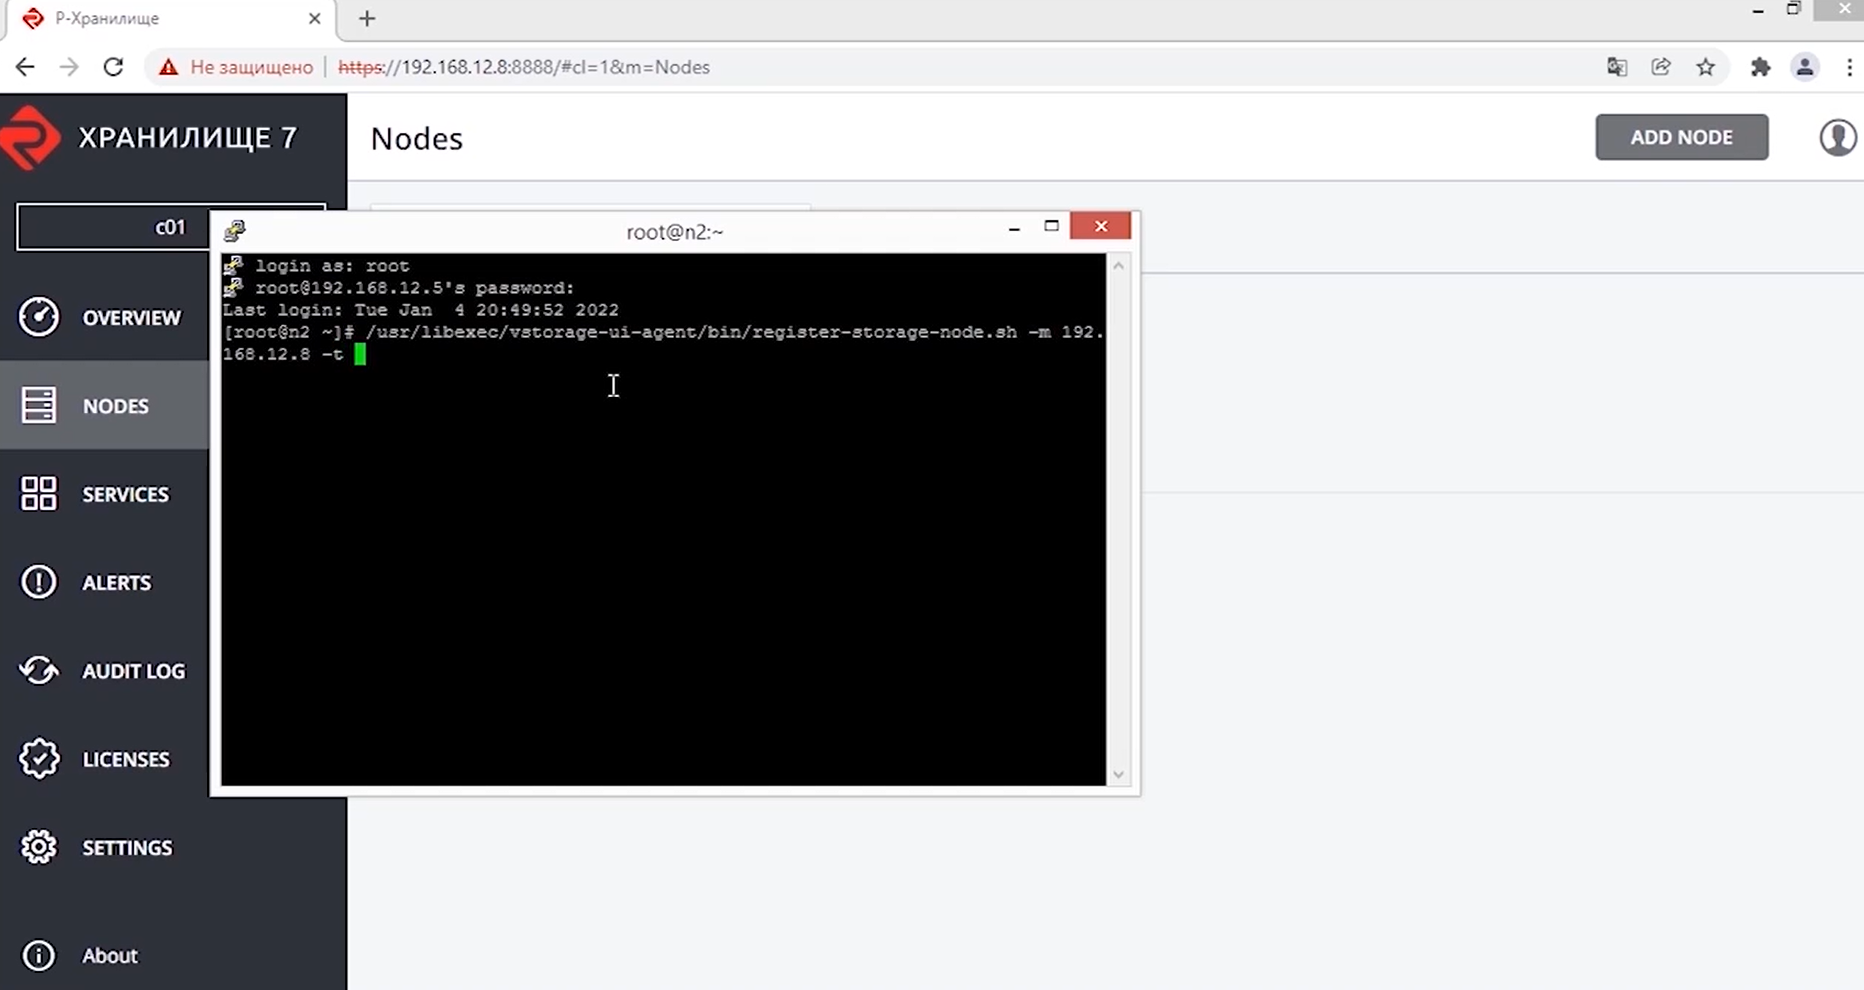 Р-Хранилище
Не защищено | https://192.168.12.8:8888/#cl=1&m=Nodes
ХРАНИЛИЩЕ 7
Nodes
ADD NODE
c01
root@n2:~
login as: root
root@192.168.12.5's password:
Last login: Tue Jan  4 20:49:52 2022
[root@n2 ~]# /usr/libexec/vstorage-ui-agent/bin/register-storage-node.sh -m 192.
168.12.8 -t
OVERVIEW
NODES
SERVICES
ALERTS
AUDIT LOG
LICENSES
SETTINGS
About